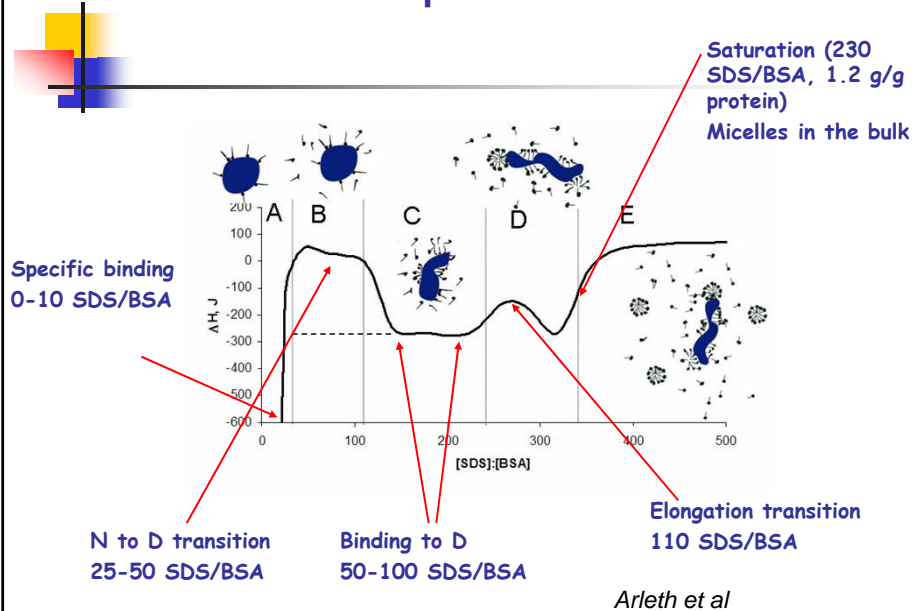 Saturation (230
SDS/BSA, 1.2 g/g
protein)
Micelles in the bulk
A B C D E
Specific binding
0-10 SDS/BSA
ΔH, J
200
100
0
-100
-200
-300
-400
-500
-600
0 100 200 300 400 500
[SDS]:[BSA]
N to D transition
25-50 SDS/BSA
Binding to D
50-100 SDS/BSA
Elongation transition
110 SDS/BSA
Arleth et al